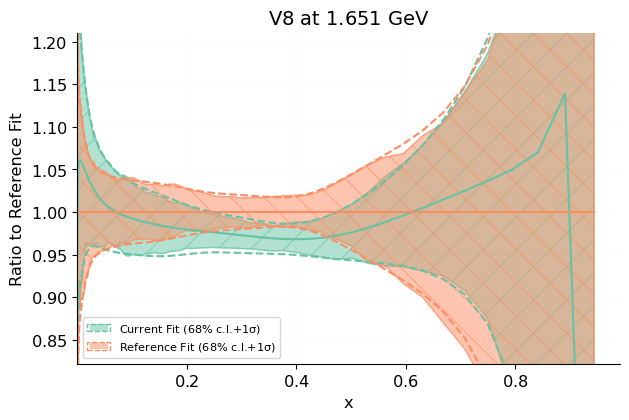 V8 at 1.651 GeV
Ratio to Reference Fit
1.20
1.15
1.10
1.05
1.00
0.95
0.90
0.85
Current Fit (68% c.l.+1σ)
Reference Fit (68% c.l.+1σ)
0.2 0.4 0.6 0.8
x